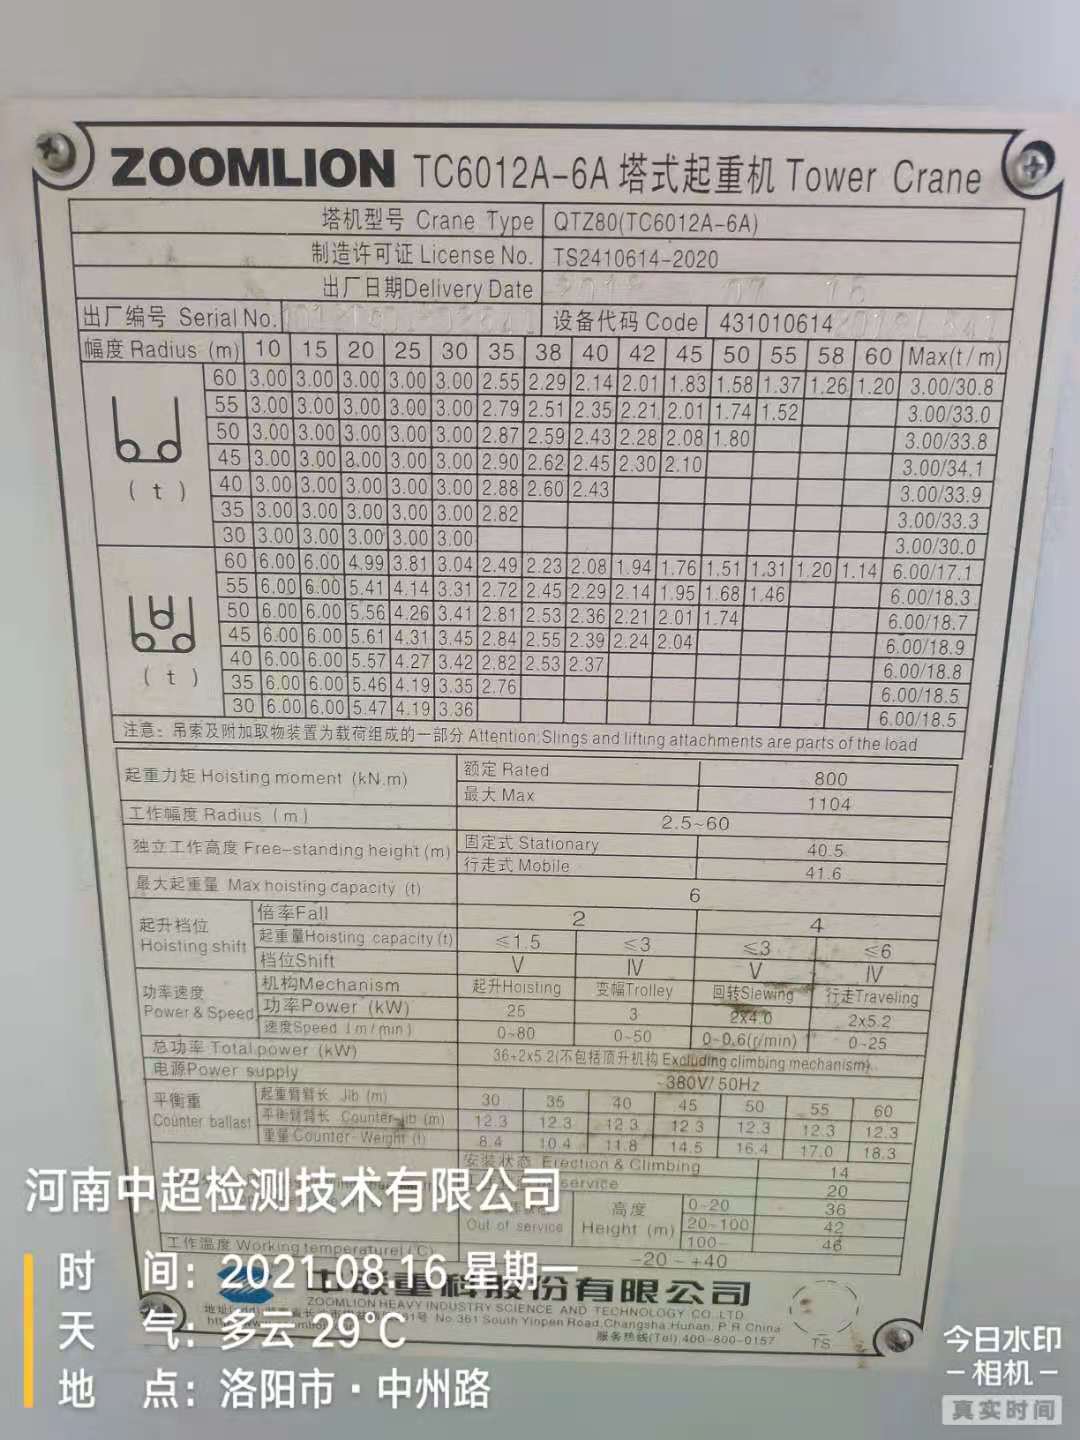 ZOOMLION TC6012A-6A 塔式起重机 Tower Crane
塔机型号 Crane Type QTZ80(TC6012A-6A)
制造许可证 License No. TS2410614-2020
出厂日期Delivery Date
出厂编号 Serial No. 设备代码 Code 431010614
幅度 Radius (m) 10 15 20 25 30 35 38 40 42 45 50 55 58 60 Max(t/m)
60 3.00 3.00 3.00 3.00 3.00 2.55 2.29 2.14 2.01 1.83 1.58 1.37 1.26 1.20 3.00/30.8
55 3.00 3.00 3.00 3.00 3.00 2.79 2.51 2.35 2.21 2.01 1.74 1.52 3.00/33.0
50 3.00 3.00 3.00 3.00 3.00 2.87 2.59 2.43 2.28 2.08 1.80 3.00/33.8
45 3.00 3.00 3.00 3.00 3.00 2.90 2.62 2.45 2.30 2.10 3.00/34.1
(t) 40 3.00 3.00 3.00 3.00 3.00 2.88 2.60 2.43 3.00/33.9
35 3.00 3.00 3.00 3.00 3.00 2.82 3.00/33.3
30 3.00 3.00 3.00 3.00 3.00 3.00/30.0
60 6.00 6.00 4.99 3.81 3.04 2.49 2.23 2.08 1.94 1.76 1.51 1.31 1.20 1.14 6.00/17.1
55 6.00 6.00 5.41 4.14 3.31 2.72 2.45 2.29 2.14 1.95 1.68 1.46 6.00/18.3
50 6.00 6.00 5.56 4.26 3.41 2.81 2.53 2.36 2.21 2.01 1.74 6.00/18.7
45 6.00 6.00 5.61 4.31 3.45 2.84 2.55 2.39 2.24 2.04 6.00/18.9
(t) 40 6.00 6.00 5.57 4.27 3.42 2.82 2.53 2.37 6.00/18.8
35 6.00 6.00 5.46 4.19 3.35 2.76 6.00/18.5
30 6.00 6.00 5.47 4.19 3.36 6.00/18.5
注意：吊索及附加取物装置为载荷组成的一部分 Attention:Slings and lifting attachments are parts of the load
起重力矩 Hoisting moment (kN.m) 额定 Rated 800
最大 Max 1104
工作幅度 Radius (m) 2.5~60
独立工作高度 Free-standing height(m) 固定式 Stationary 40.5
行走式 Mobile 41.6
最大起重量 Max hoisting capacity (t) 6
起升档位 Hoisting shift 倍率Fall 2 4
起重量Hoisting capacity(t) ≤1.5 ≤3 ≤3 ≤6
档位Shift V IV V IV
功率速度 Power & Speed 机构Mechanism 起升Hoisting 变幅Trolley 回转Slewing 行走Traveling
功率Power (kW) 25 3 2x4.0 2x5.2
速度Speed (m/min) 0~80 0~50 0~0.6(r/min) 0~25
总功率 Total power (kW) 36+2x5.2(不包括顶升机构 Excluding climbing mechanism)
电源Power supply ~380V/50Hz
平衡重 Counter ballast 起重臂臂长 Jib (m) 30 35 40 45 50 55 60
平衡臂臂长 Counter-jib (m) 12.3 12.3 12.3 12.3 12.3 12.3 12.3
重量 Counter-Weight (t) 8.4 10.4 11.8 14.5 16.4 17.0 18.3
安装状态 Erection & Climbing 14
service 20
Out of service 高度 Height (m) 0~20 36
20~100 42
100~ 46
工作温度 Working temperature(℃) -20~+40
中联重科股份有限公司
ZOOMLION HEAVY INDUSTRY SCIENCE AND TECHNOLOGY CO.,LTD.
No.361 South Yinpen Road,Changsha,Hunan, P.R.China
服务热线(Tel).400-800-0157
TS
河南中超检测技术有限公司
时 间：2021.08.16 星期一
天 气：多云 29℃
地 点：洛阳市·中州路
今日水印
-相机-
真实时间